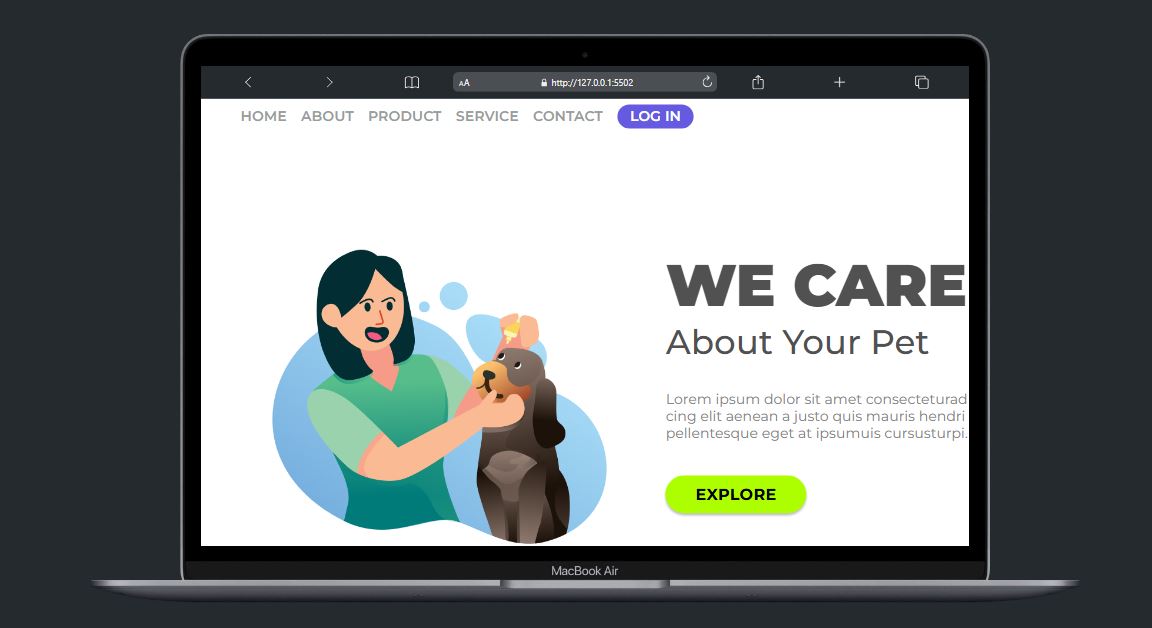 AA http://127.0.0.1:5502
HOME ABOUT PRODUCT SERVICE CONTACT LOG IN
WE CARE
About Your Pet
Lorem ipsum dolor sit amet consecteturad
cing elit aenean a justo quis mauris hendri
pellentesque eget at ipsumuis cursusturpi.
EXPLORE
MacBook Air